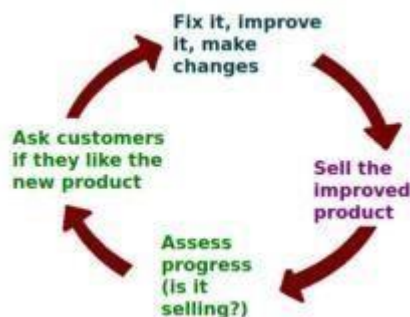 Fix it, improve
it, make
changes
Sell the
improved
product
Assess
progress
(is it
selling?)
Ask customers
if they like the
new product